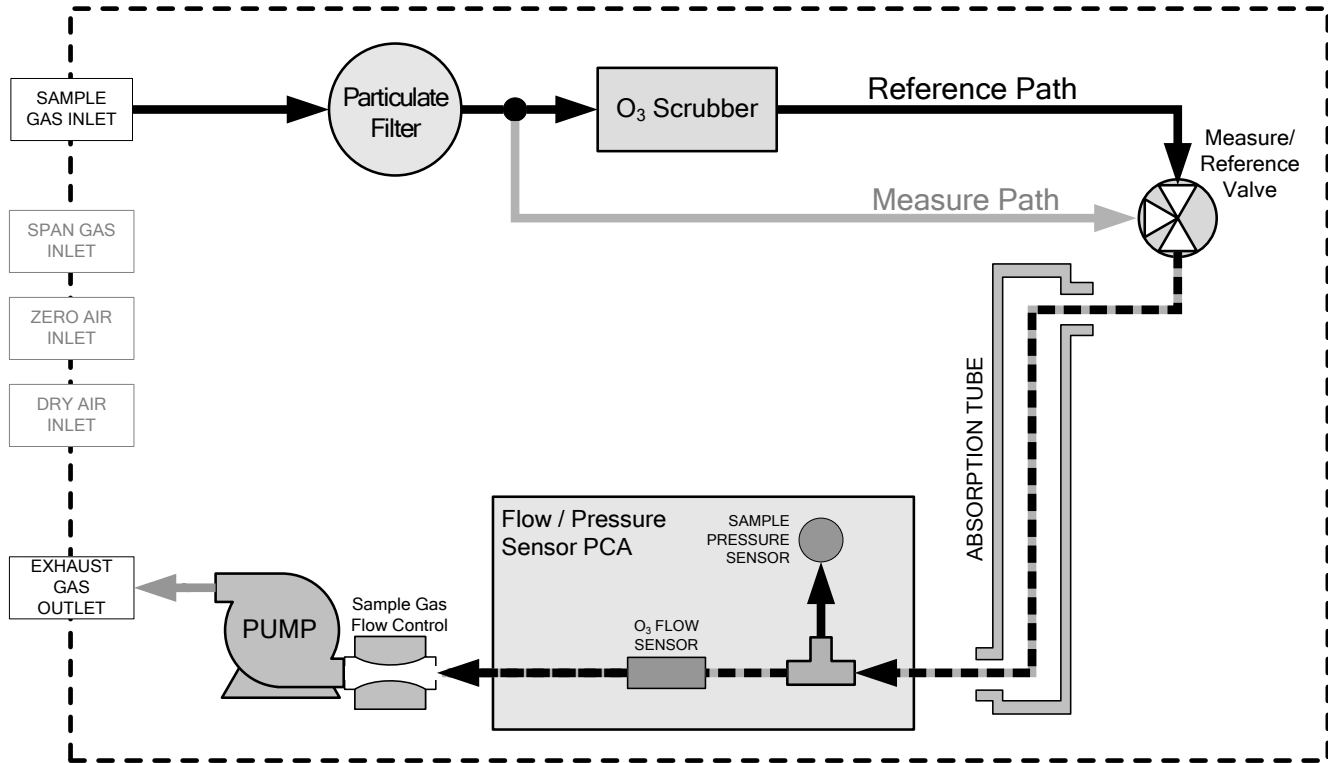 SAMPLE
GAS INLET
Particulate
Filter
O₃ Scrubber
Reference Path
Measure/
Reference
Valve
Measure Path
SPAN GAS
INLET
ZERO AIR
INLET
DRY AIR
INLET
ABSORPTION TUBE
Flow / Pressure
Sensor PCA
SAMPLE
PRESSURE
SENSOR
EXHAUST
GAS
OUTLET
PUMP
Sample Gas
Flow Control
O₃ FLOW
SENSOR